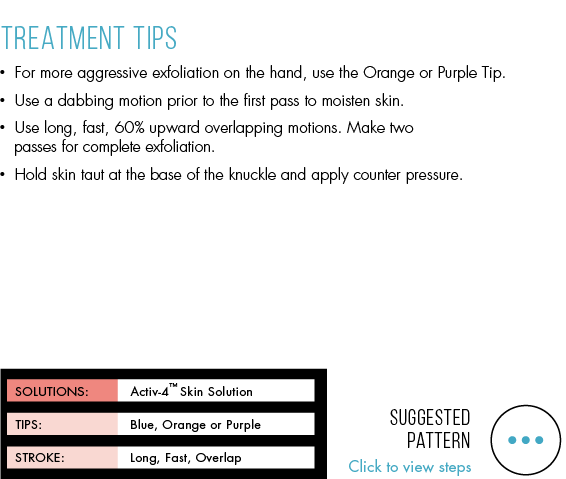 TREATMENT TIPS
• For more aggressive exfoliation on the hand, use the Orange or Purple Tip.
• Use a dabbing motion prior to the first pass to moisten skin.
• Use long, fast, 60% upward overlapping motions. Make two
passes for complete exfoliation.
• Hold skin taut at the base of the knuckle and apply counter pressure.
SOLUTIONS: Activ-4™ Skin Solution
TIPS: Blue, Orange or Purple
STROKE: Long, Fast, Overlap
SUGGESTED
PATTERN
Click to view steps